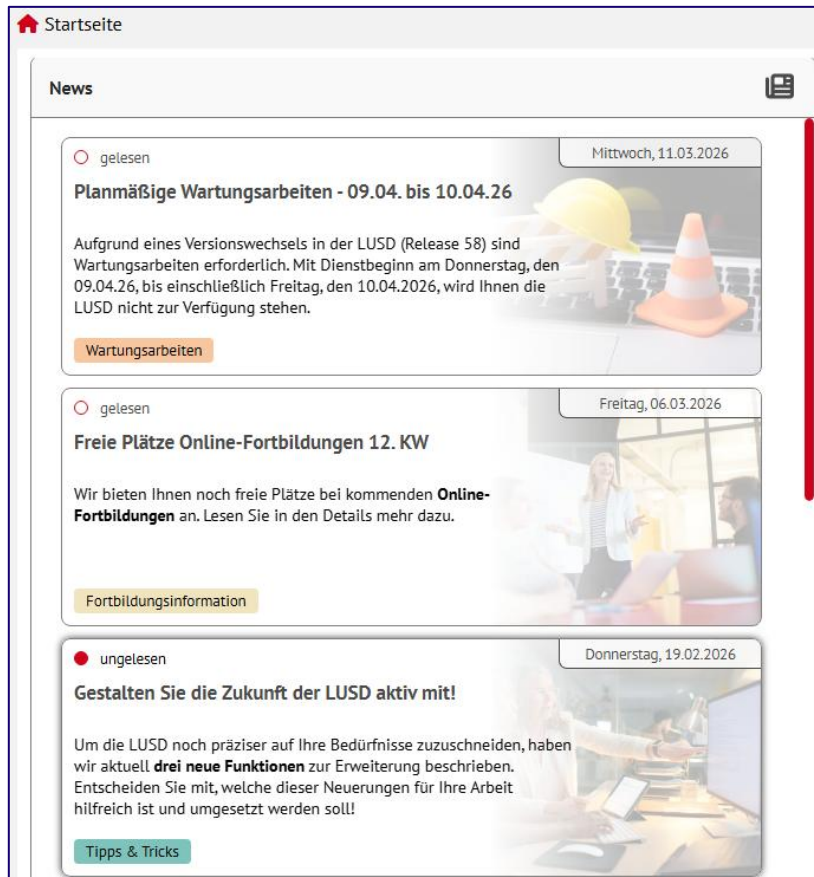 Startseite
News
gelesen
Mittwoch, 11.03.2026
Planmäßige Wartungsarbeiten - 09.04. bis 10.04.26
Aufgrund eines Versionswechsels in der LUSD (Release 58) sind
Wartungsarbeiten erforderlich. Mit Dienstbeginn am Donnerstag, den
09.04.26, bis einschließlich Freitag, den 10.04.2026, wird Ihnen die
LUSD nicht zur Verfügung stehen.
Wartungsarbeiten
gelesen
Freitag, 06.03.2026
Freie Plätze Online-Fortbildungen 12. KW
Wir bieten Ihnen noch freie Plätze bei kommenden Online-
Fortbildungen an. Lesen Sie in den Details mehr dazu.
Fortbildungsinformation
ungelesen
Donnerstag, 19.02.2026
Gestalten Sie die Zukunft der LUSD aktiv mit!
Um die LUSD noch präziser auf Ihre Bedürfnisse zuzuschneiden, haben
wir aktuell drei neue Funktionen zur Erweiterung beschrieben.
Entscheiden Sie mit, welche dieser Neuerungen für Ihre Arbeit
hilfreich ist und umgesetzt werden soll!
Tipps & Tricks